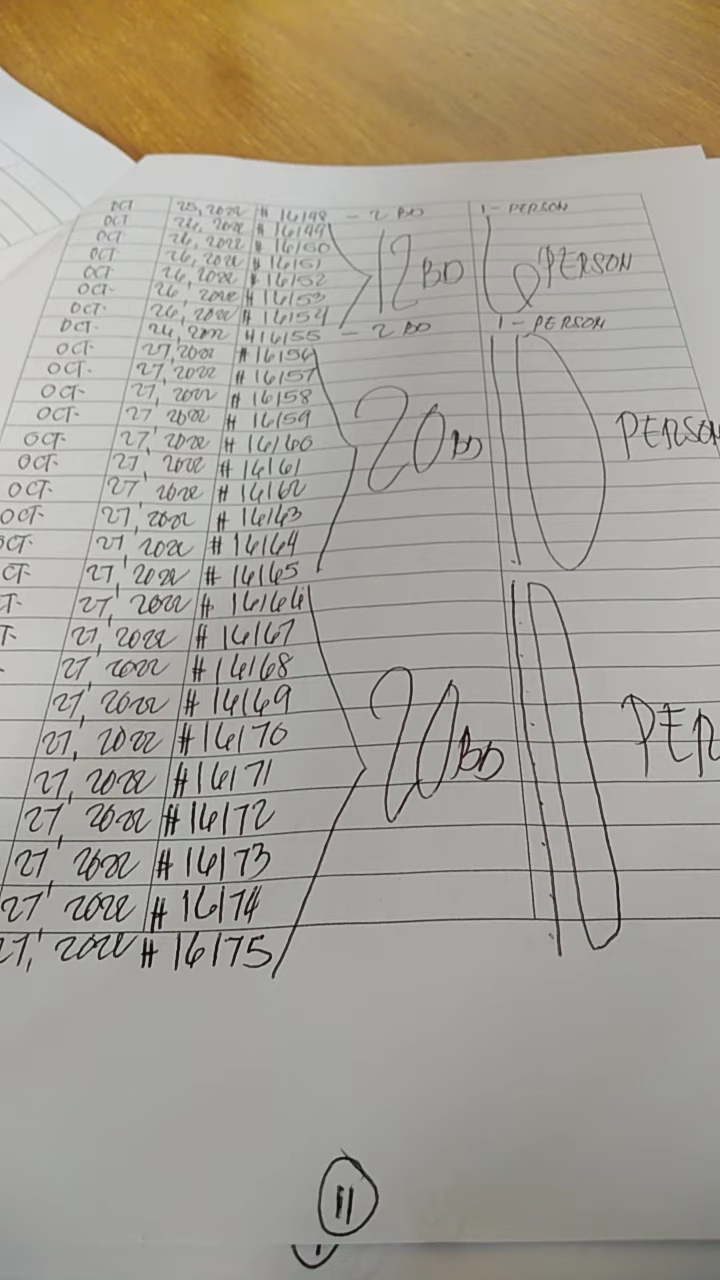 OCT 25, 2022 # 16148 - 2 BD 1 - PERSON
OCT 26, 2022 # 16149
OCT. 26, 2022 # 16150
OCT. 26, 2022 # 16151 12 BD 6 PERSON
OCT 26, 2022 # 16152
OCT. 26, 2022 # 16153
OCT. 26, 2022 # 16154
OCT. 26, 2022 # 16155 - 2 BD 1 - PERSON
OCT. 27, 2022 # 16156
OCT. 27, 2022 # 16157
OCT. 27, 2022 # 16158
OCT. 27, 2022 # 16159
OCT. 27, 2022 # 16160 20 BD 10 PERSON
OCT. 27, 2022 # 16161
OCT. 27, 2022 # 16162
OCT. 27, 2022 # 16163
CT. 27, 2022 # 16164
CT. 27, 2022 # 16165
T. 27, 2022 # 16166
T. 27, 2022 # 16167
27, 2022 # 16168
27, 2022 # 16169
27, 2022 # 16170 20 BD 10 PER
27, 2022 # 16171
27, 2022 # 16172
27, 2022 # 16173
27, 2022 # 16174
27, 2022 # 16175
11